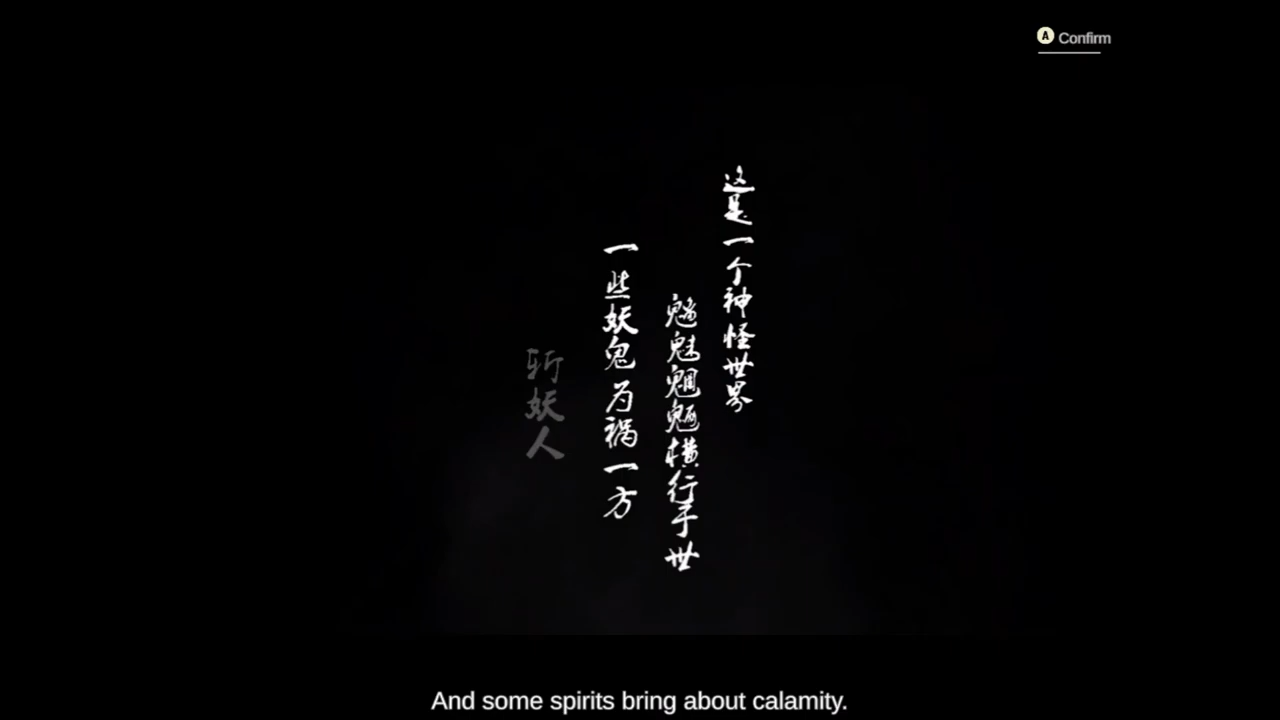 A Confirm
这是一个神怪世界
魑魅魍魉横行于世
一些妖鬼为祸一方
斩妖人
And some spirits bring about calamity.